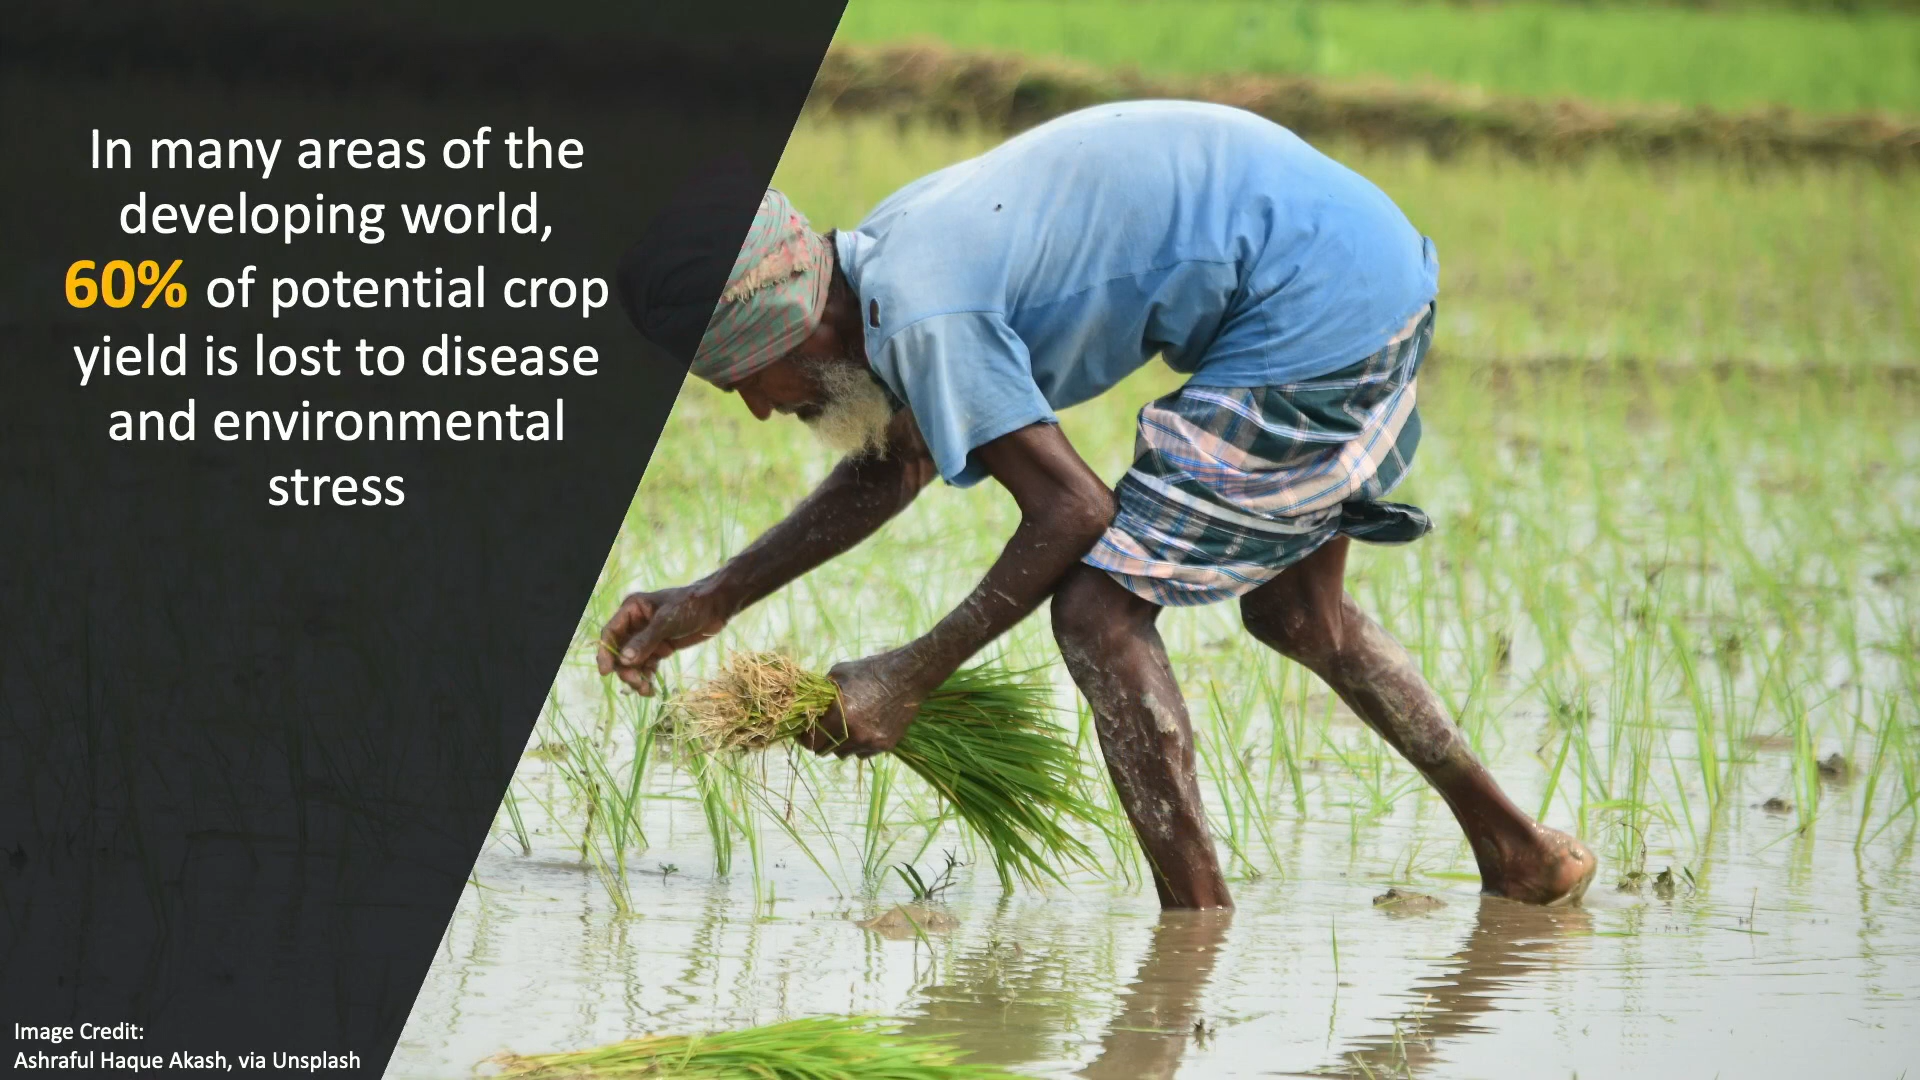 In many areas of the
developing world,
60% of potential crop
yield is lost to disease
and environmental
stress
Image Credit:
Ashraful Haque Akash, via Unsplash